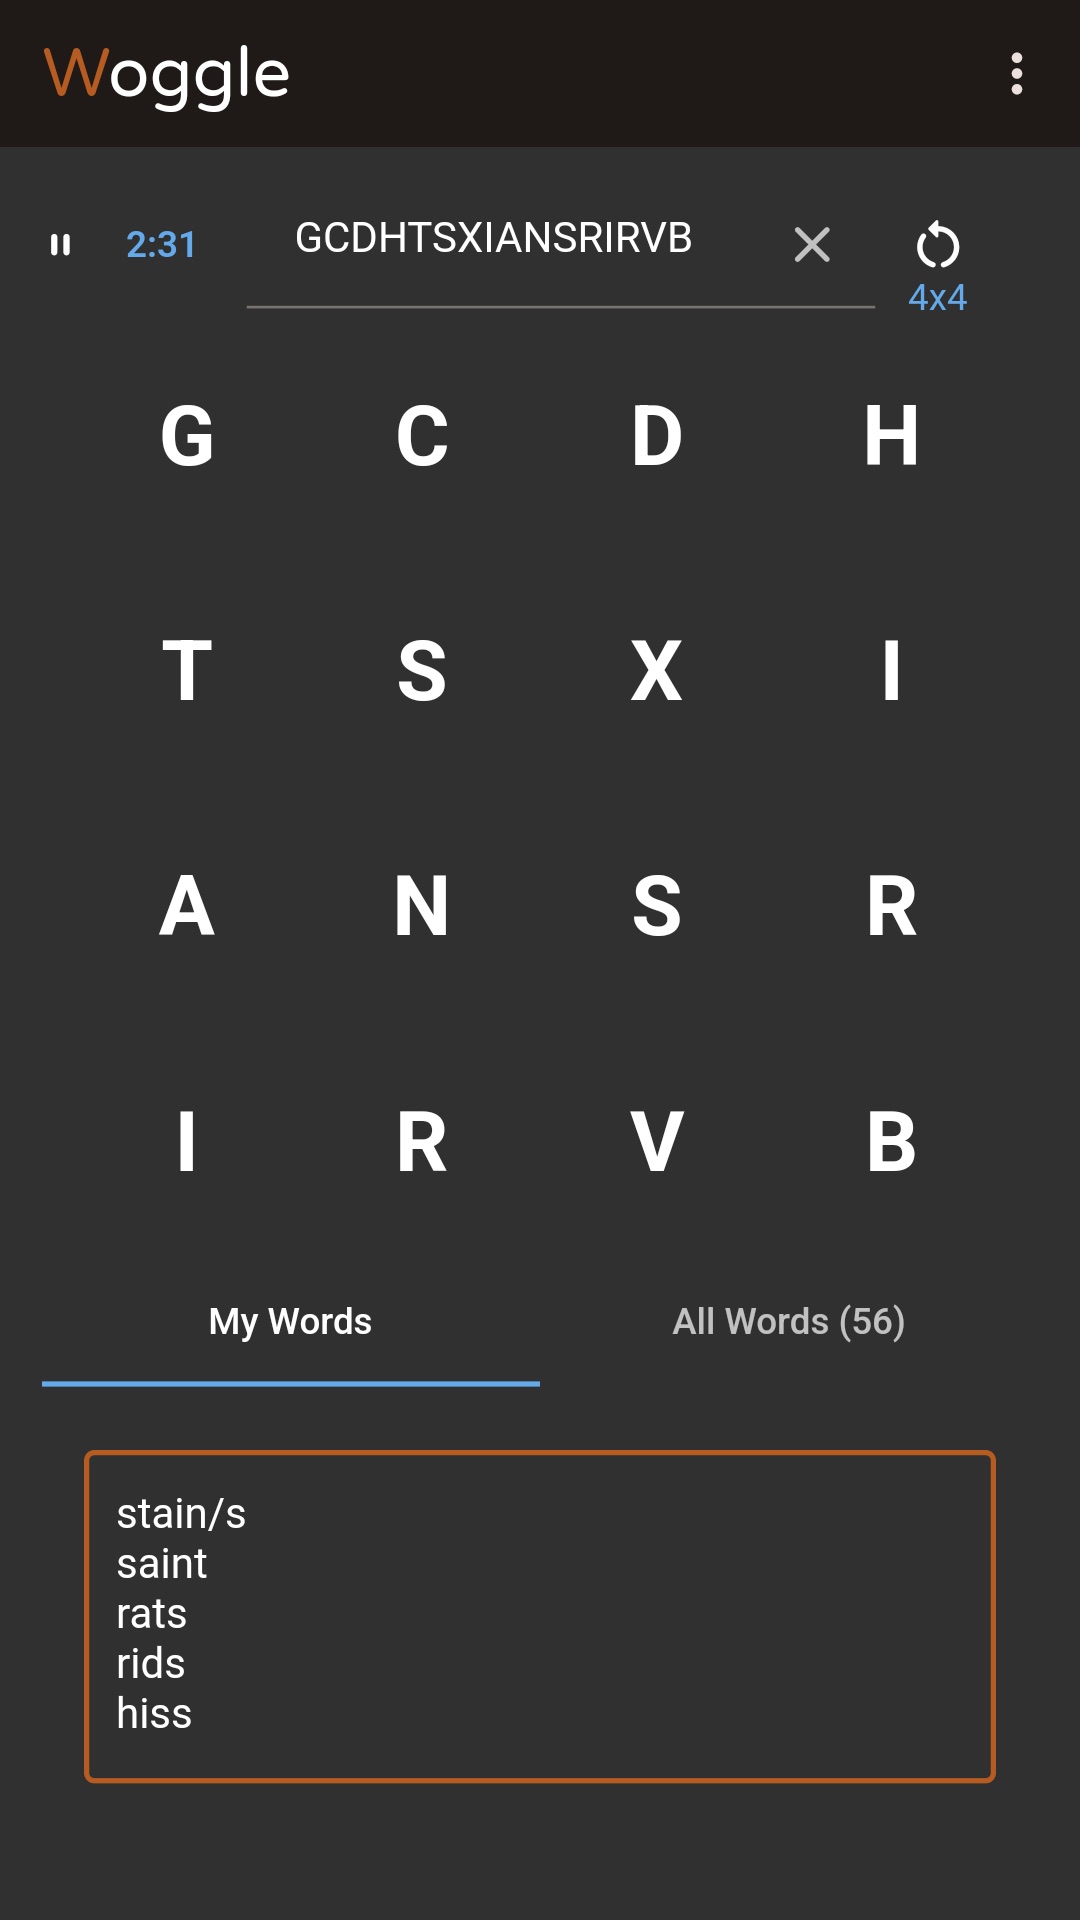 Woggle
2:31 GCDHTSXIANSRIRVB
4x4
G C D H
T S X I
A N S R
I R V B
My Words All Words (56)
stain/s
saint
rats
rids
hiss